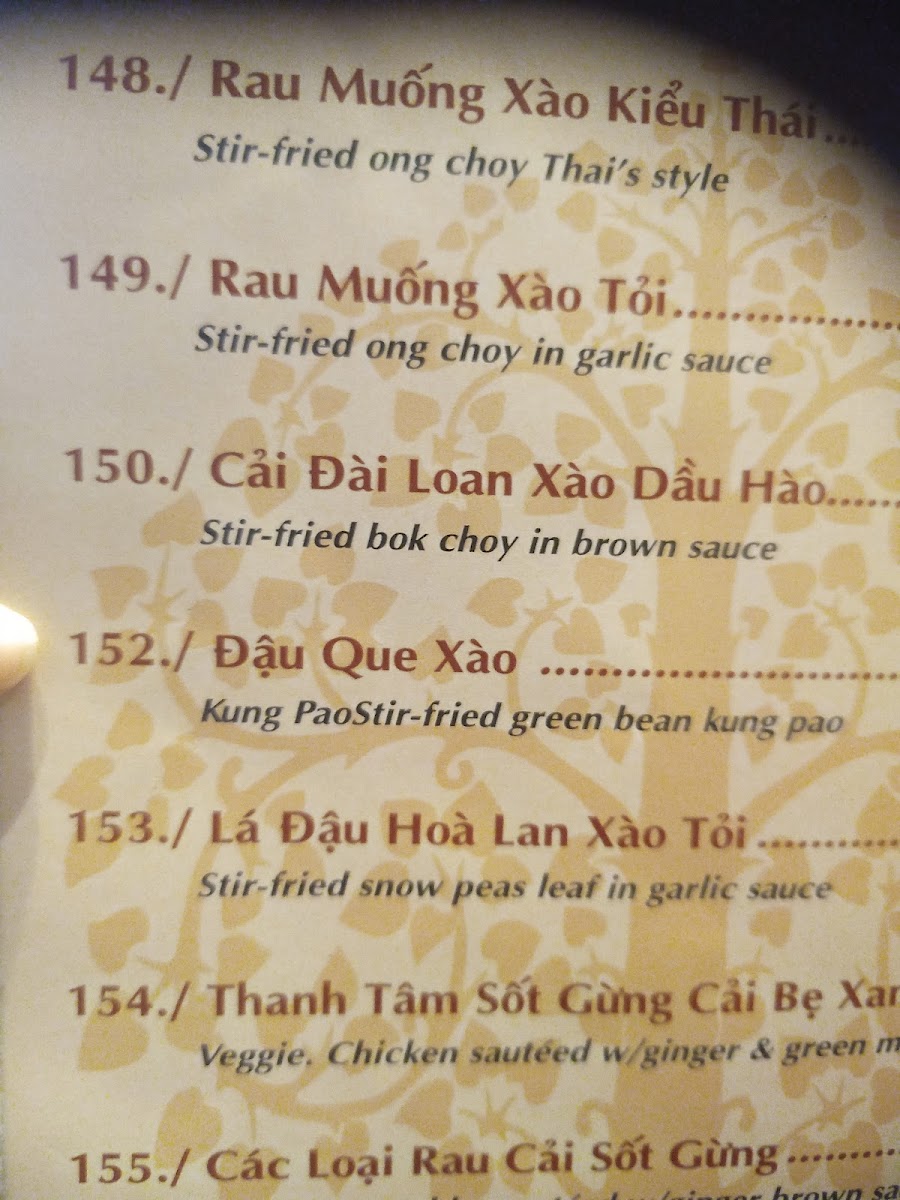 148./ Rau Muống Xào Kiểu Thái...
Stir-fried ong choy Thai's style
149./ Rau Muống Xào Tỏi................
Stir-fried ong choy in garlic sauce
150./ Cải Đài Loan Xào Dầu Hào.....
Stir-fried bok choy in brown sauce
152./ Đậu Que Xào .........................
Kung PaoStir-fried green bean kung pao
153./ Lá Đậu Hoà Lan Xào Tỏi..........
Stir-fried snow peas leaf in garlic sauce
154./ Thanh Tâm Sốt Gừng Cải Bẹ
Veggie. Chicken sautéed w/ginger & green
155./ Các Loại Rau Cải Sốt Gừng........
w/ginger brown